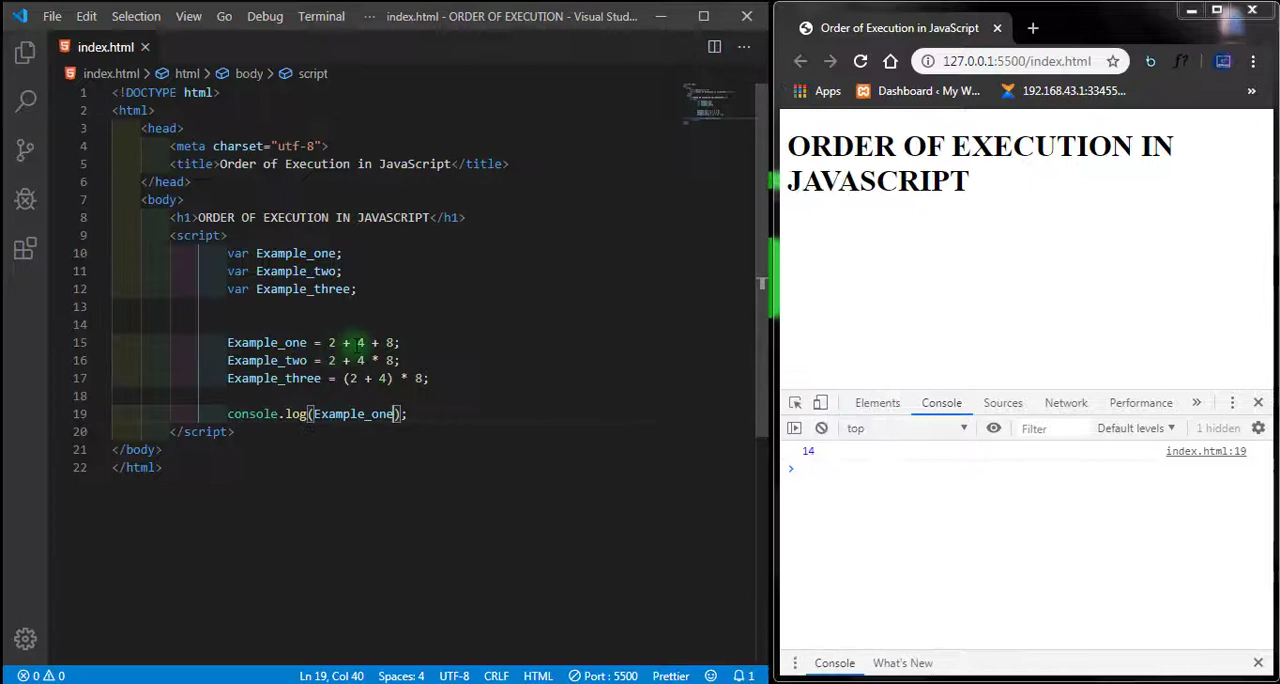 File Edit Selection View Go Debug Terminal ··· index.html - ORDER OF EXECUTION - Visual Stud...
index.html
index.html > html > body > script
1 <!DOCTYPE html>
2 <html>
3 <head>
4 <meta charset="utf-8">
5 <title>Order of Execution in JavaScript</title>
6 </head>
7 <body>
8 <h1>ORDER OF EXECUTION IN JAVASCRIPT</h1>
9 <script>
10 var Example_one;
11 var Example_two;
12 var Example_three;
13
14
15 Example_one = 2 + 4 + 8;
16 Example_two = 2 + 4 * 8;
17 Example_three = (2 + 4) * 8;
18
19 console.log(Example_one);
20 </script>
21 </body>
22 </html>
0 0 Ln 19, Col 40 Spaces: 4 UTF-8 CRLF HTML Port : 5500 Prettier 1
Order of Execution in JavaScript
127.0.0.1:5500/index.html
Apps Dashboard ‹ My W... 192.168.43.1:33455... »
ORDER OF EXECUTION IN
JAVASCRIPT
Elements Console Sources Network Performance »
top Filter Default levels 1 hidden
14 index.html:19
>
Console What's New